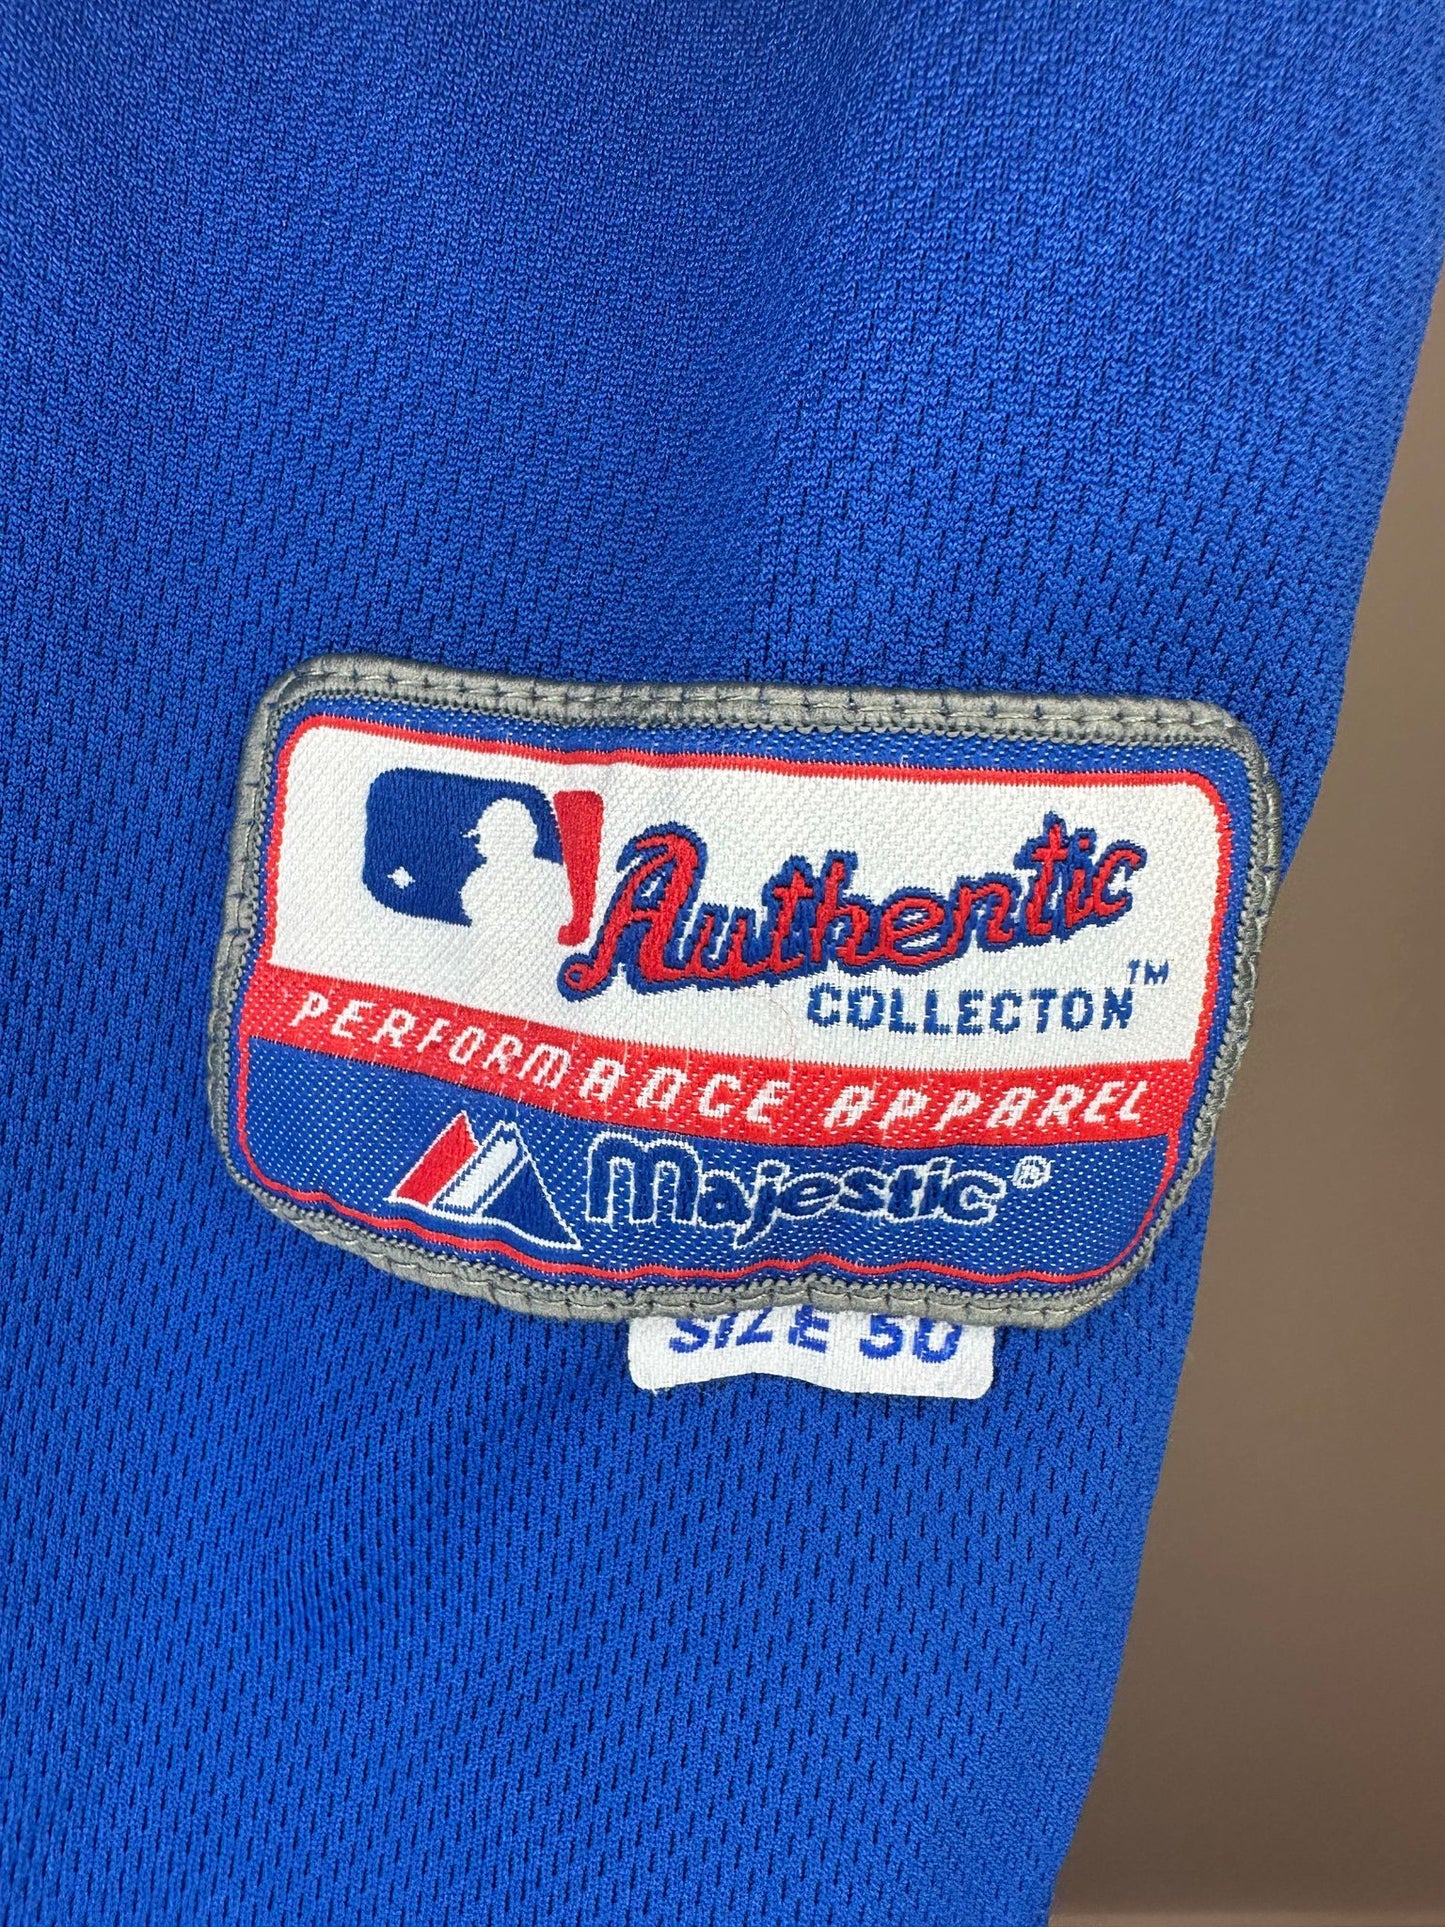 Authentic
COLLECTON™
PERFORMANCE APPAREL
Majestic®
SIZE 50